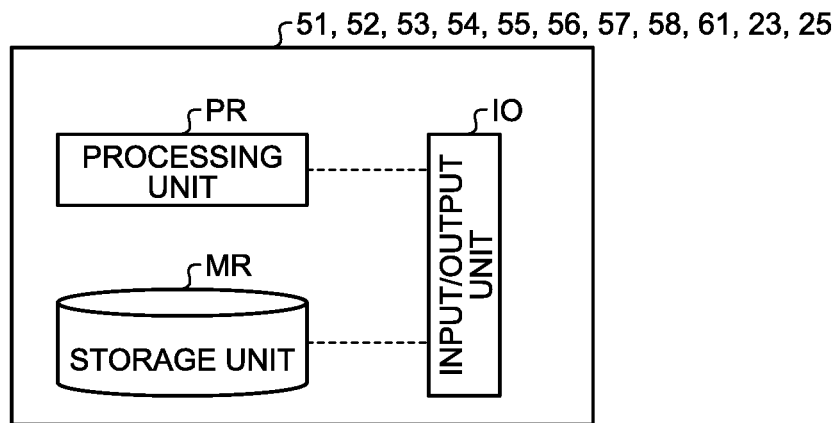 51, 52, 53, 54, 55, 56, 57, 58, 61, 23, 25
PR
PROCESSING
UNIT
IO
INPUT/OUTPUT
UNIT
MR
STORAGE UNIT